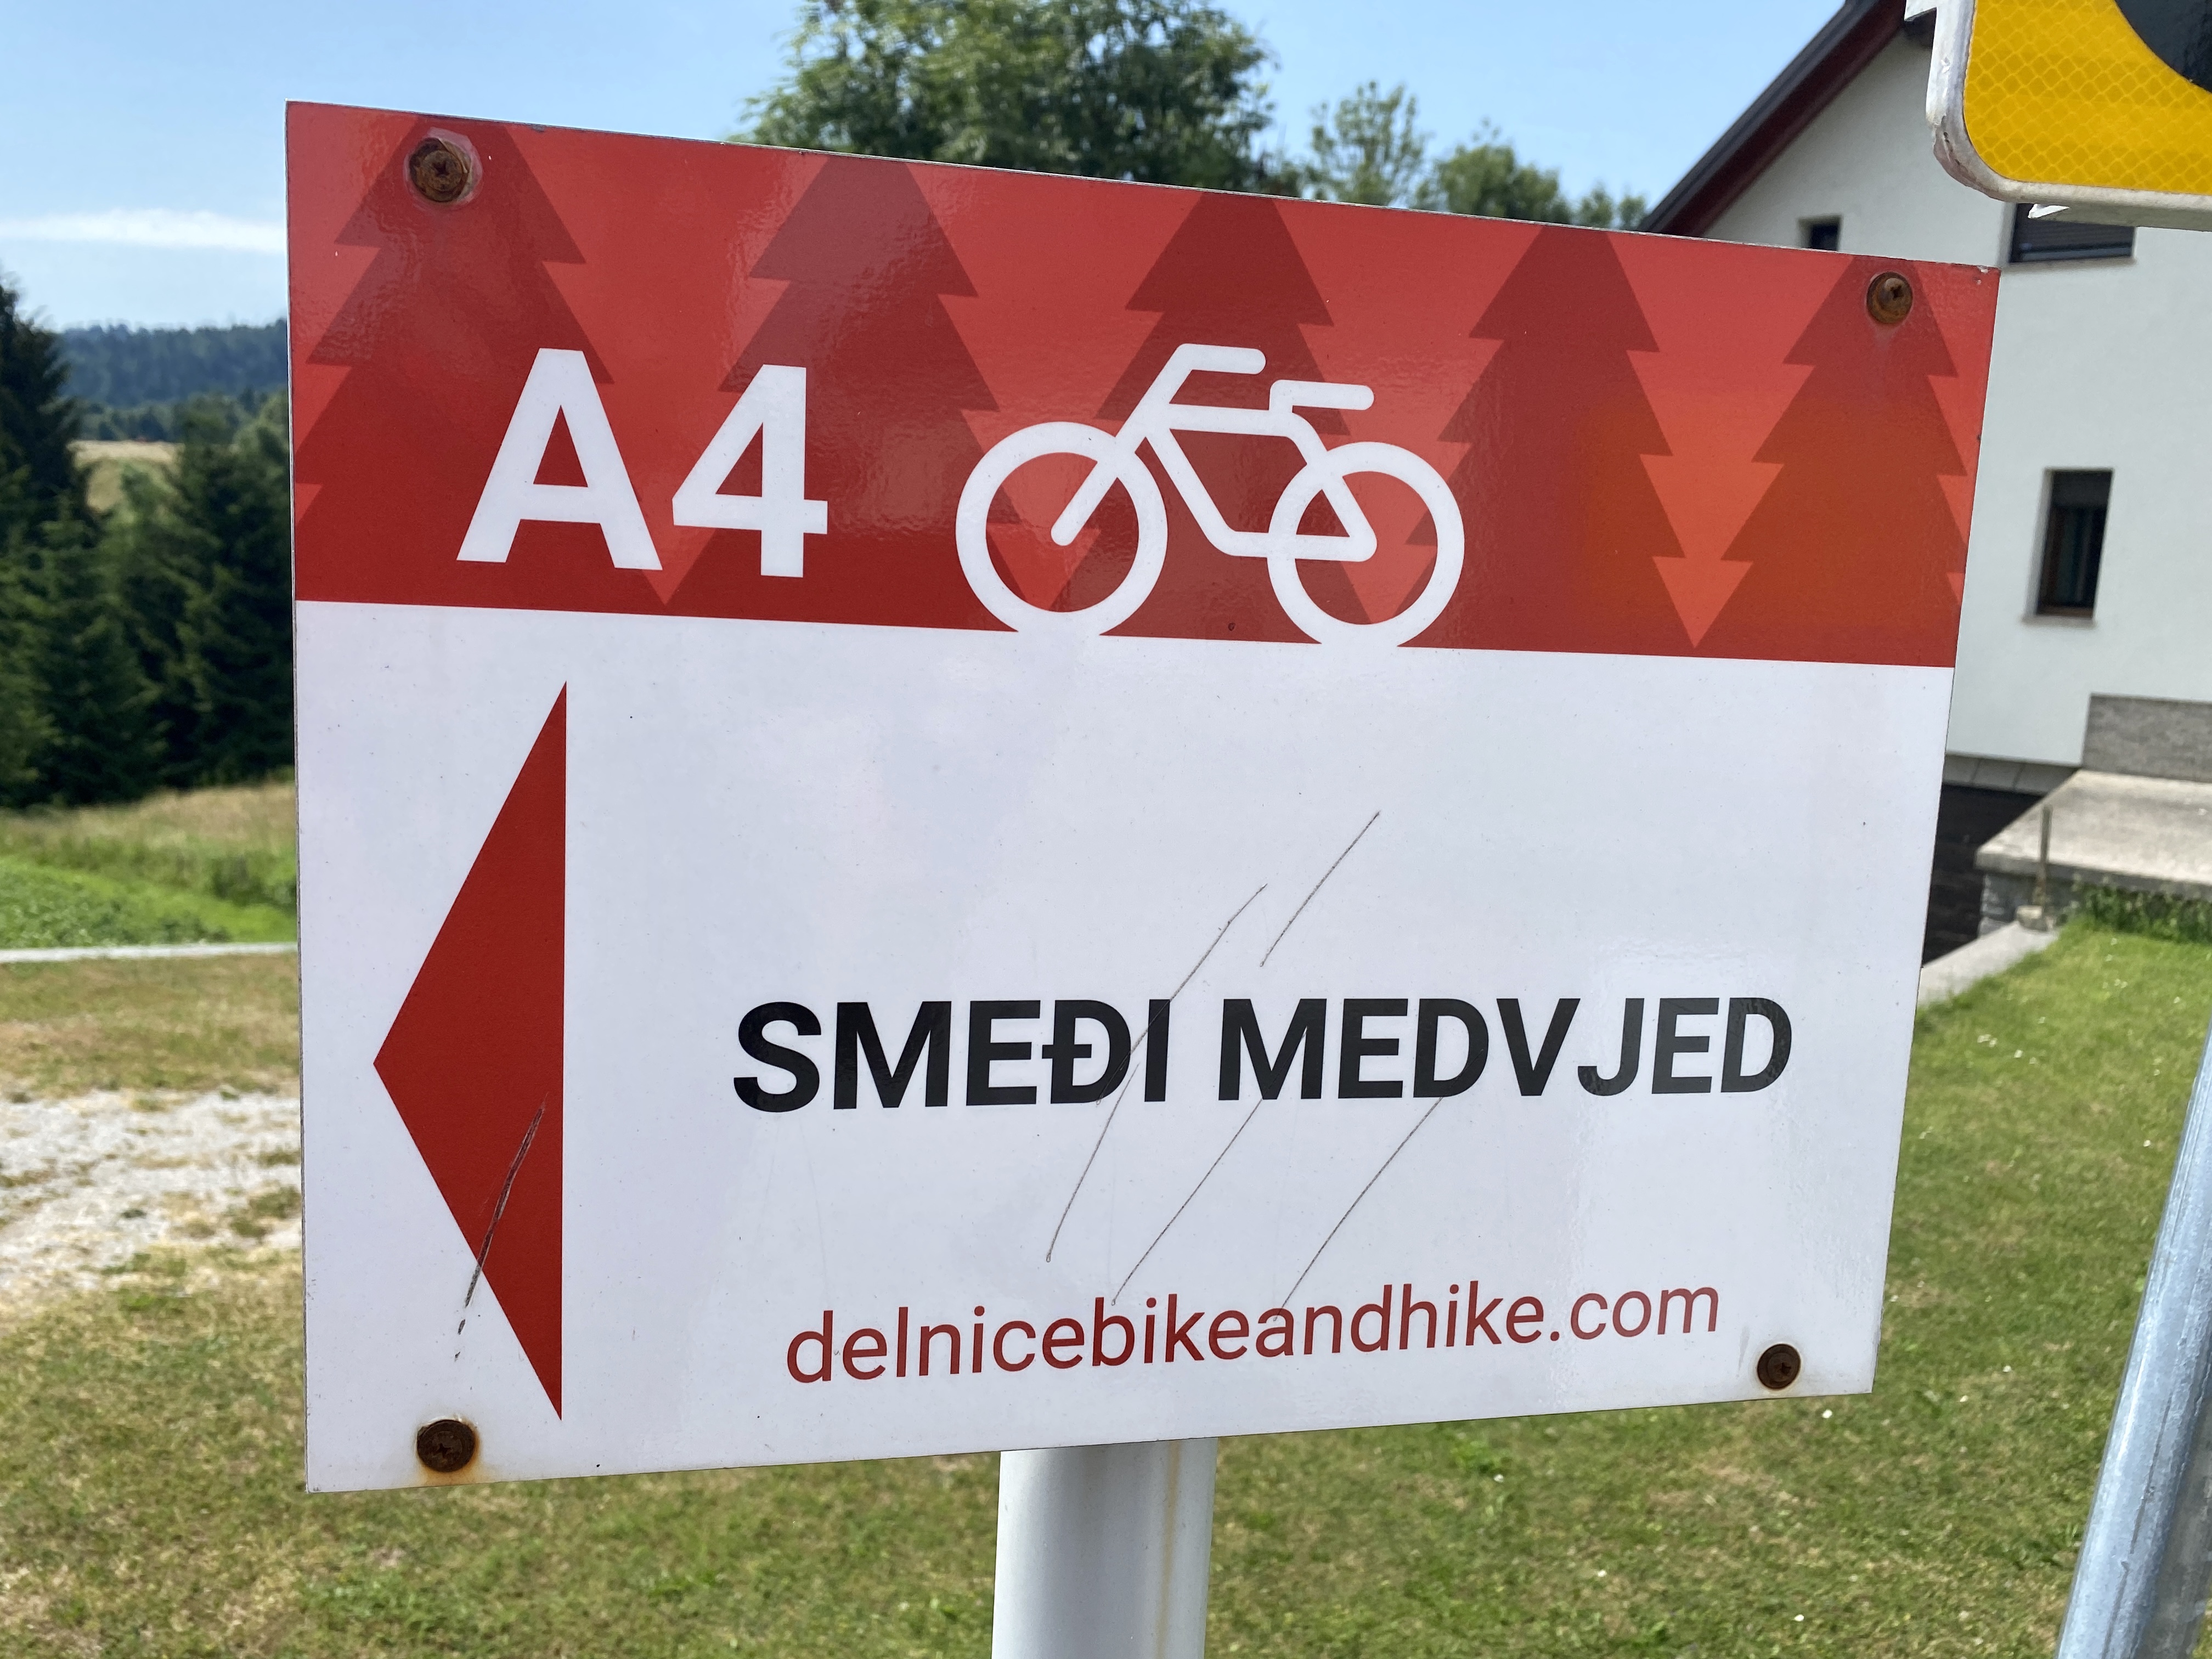 A4
SMEĐI MEDVJED
delnicebikeandhike.com